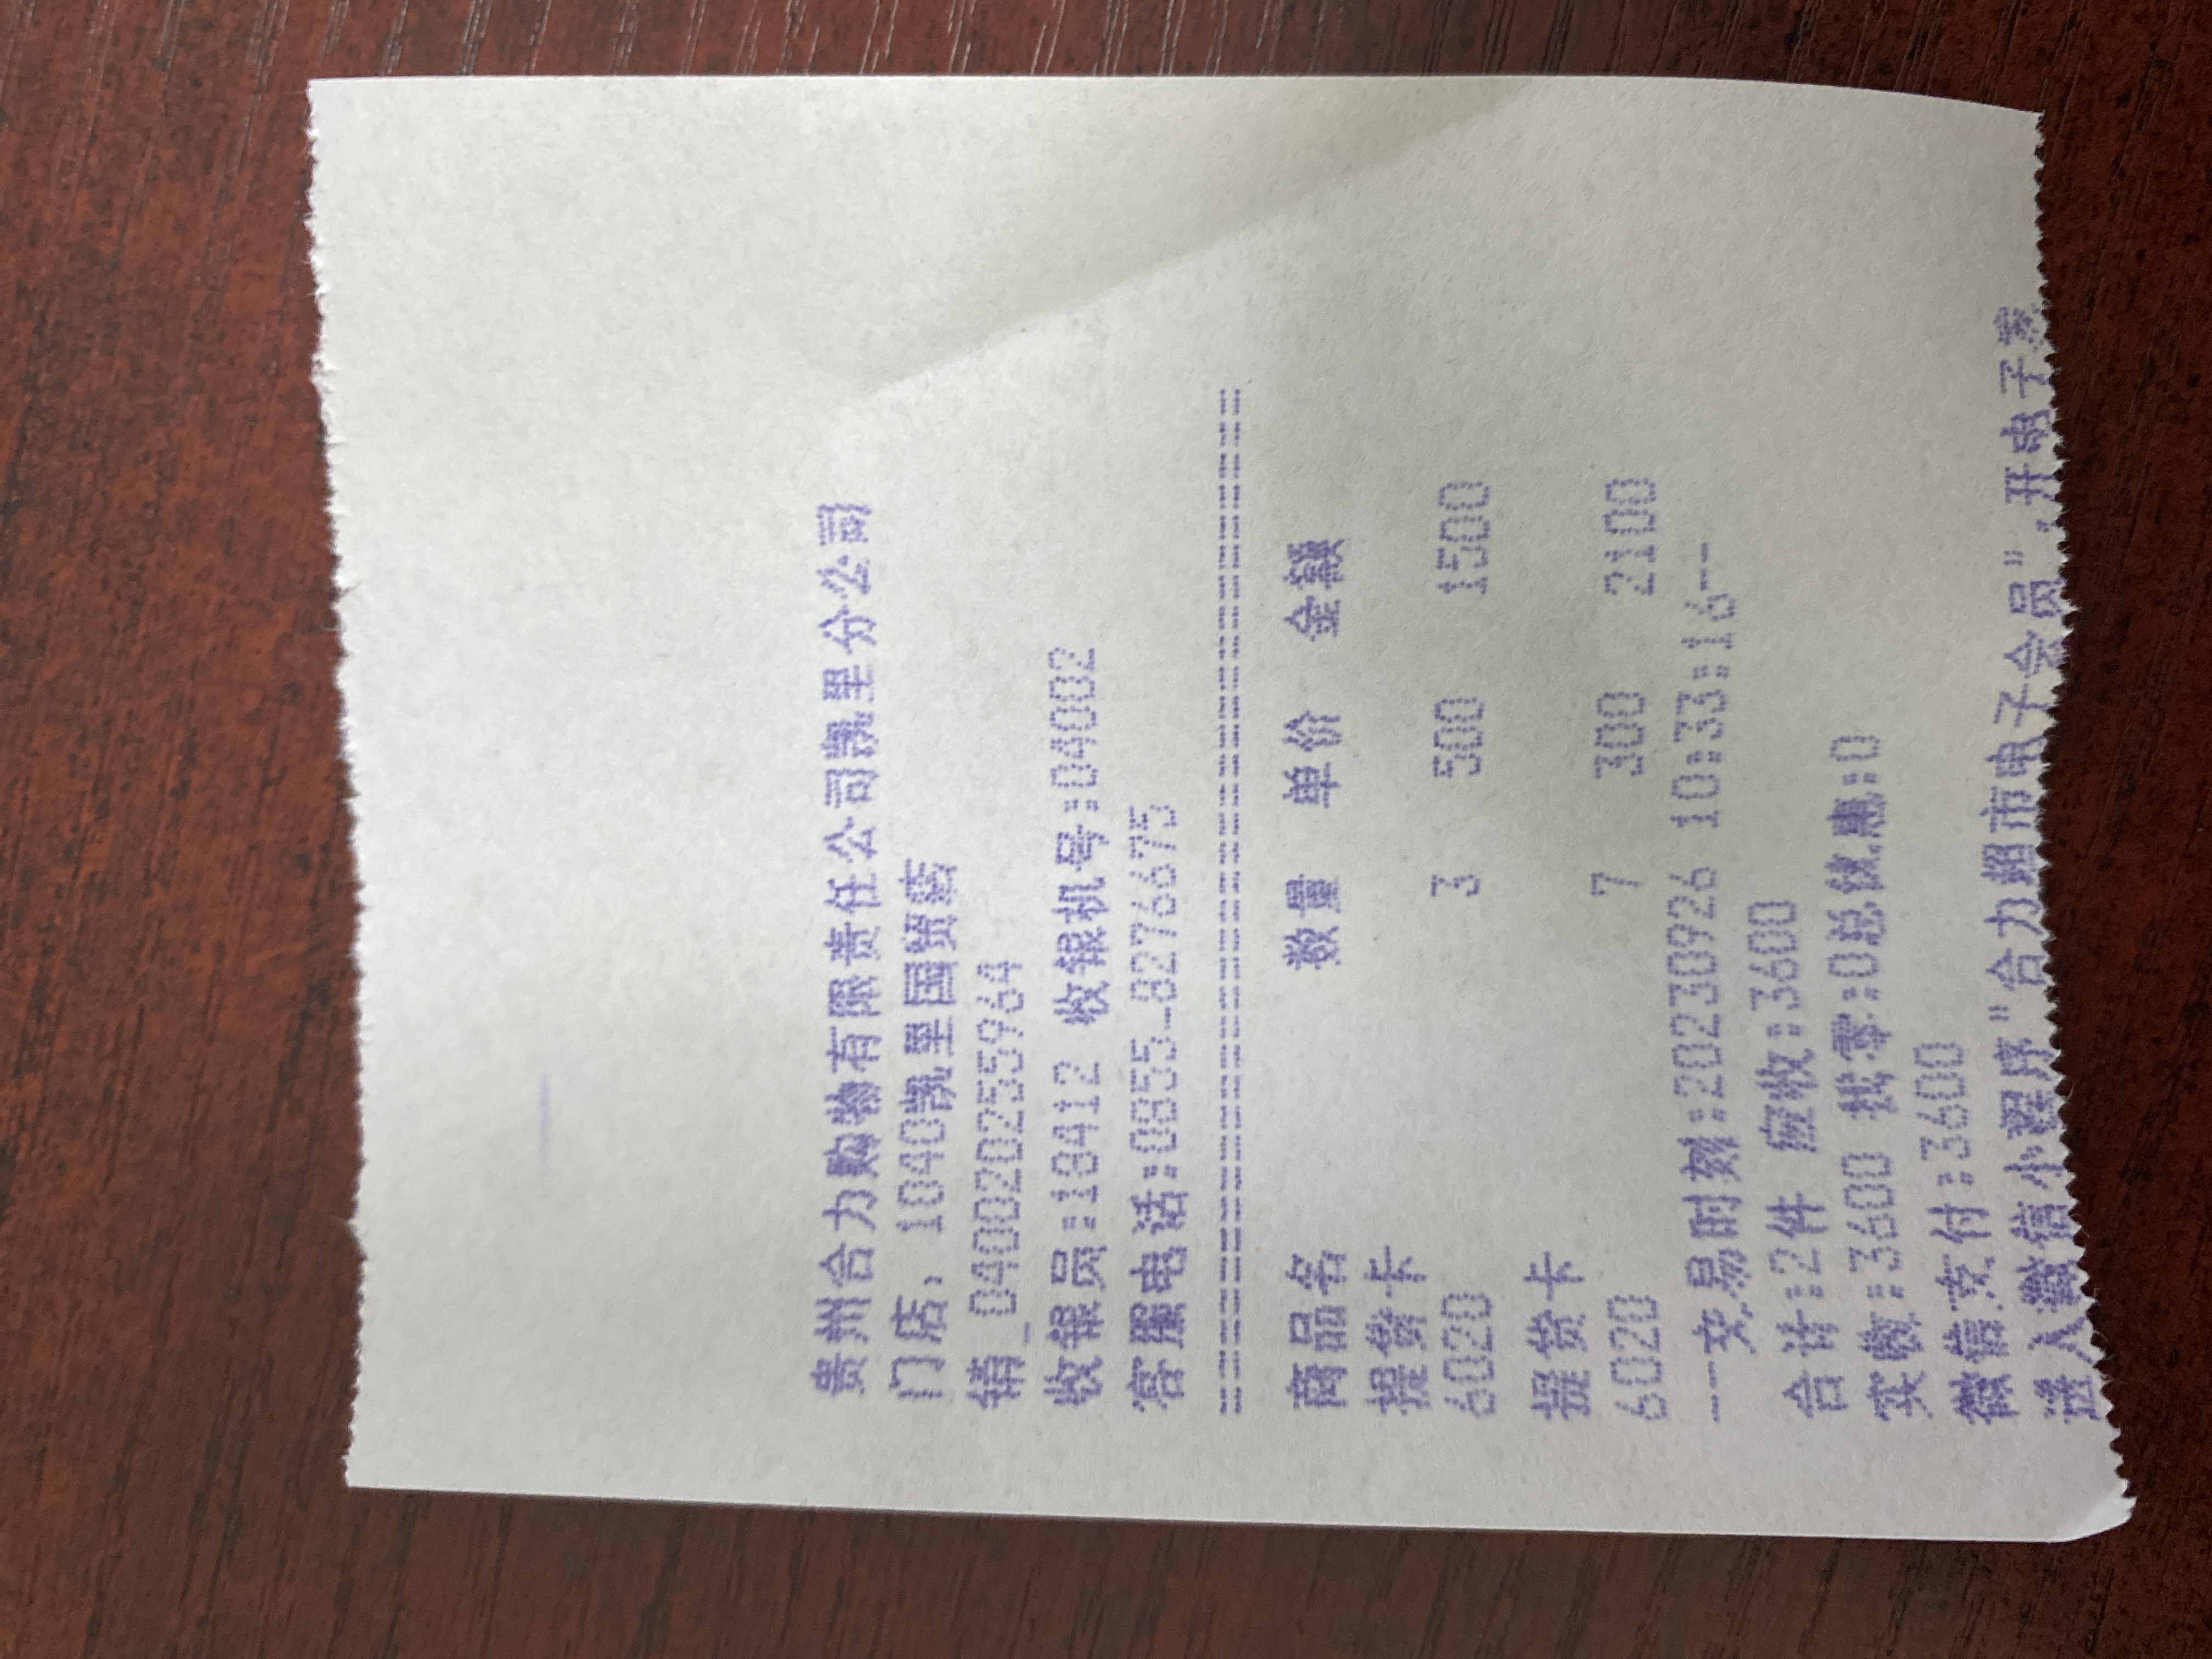 贵州合力购物有限责任公司凯里分公司
门店: 1040凯里国贸店
销_040020255964
收银员:18412 收银机号:04002
客服电话:0855-8276675
==========================================
商品名 数量 单价 金额
提货卡
6020 3 500 1500
提货卡
6020 7 300 2100
--交易时刻:20230926 10:33:16--
合计:2件 应收:3600
实收:3600 找零:0总优惠:0
微信支付:3600
进入微信小程序"合力超市电子会员",开电子票